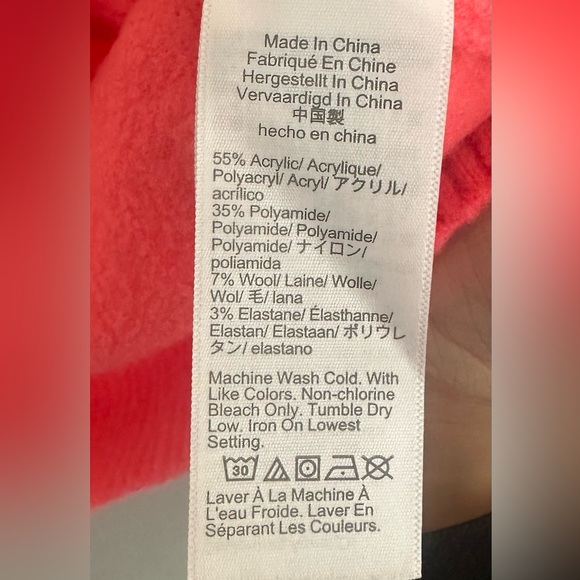 Made In China
Fabriqué En Chine
Hergestellt In China
Vervaardigd In China
中国製
hecho en china
55% Acrylic/ Acrylique/
Polyacryl/ Acryl/ アクリル/
acrílico
35% Polyamide/
Polyamide/ Polyamide/
Polyamide/ ナイロン/
poliamida
7% Wool/ Laine/ Wolle/
Wol/ 毛/ lana
3% Elastane/ Élasthanne/
Elastan/ Elastaan/ ポリウレ
タン/ elastano
Machine Wash Cold. With
Like Colors. Non-chlorine
Bleach Only. Tumble Dry
Low. Iron On Lowest
Setting.
30
Laver À La Machine À
L'eau Froide. Laver En
Séparant Les Couleurs.